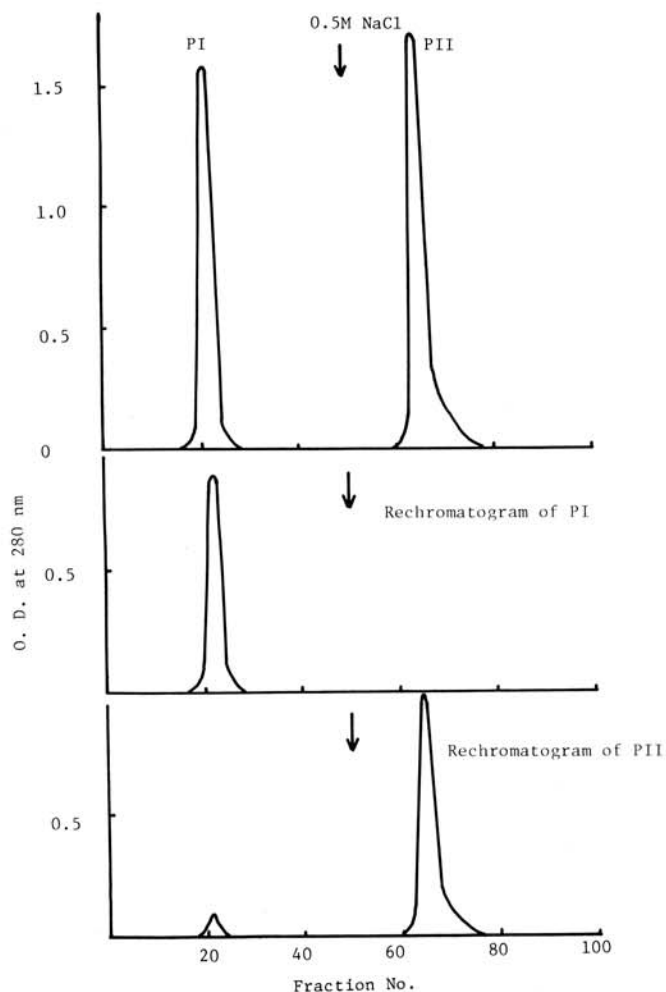 0.5M NaCl
PI
PII
1.5
1.0
0.5
0
Rechromatogram of PI
0.5
Rechromatogram of PII
0.5
20
40
60
80
100
Fraction No.
O. D. at 280 nm